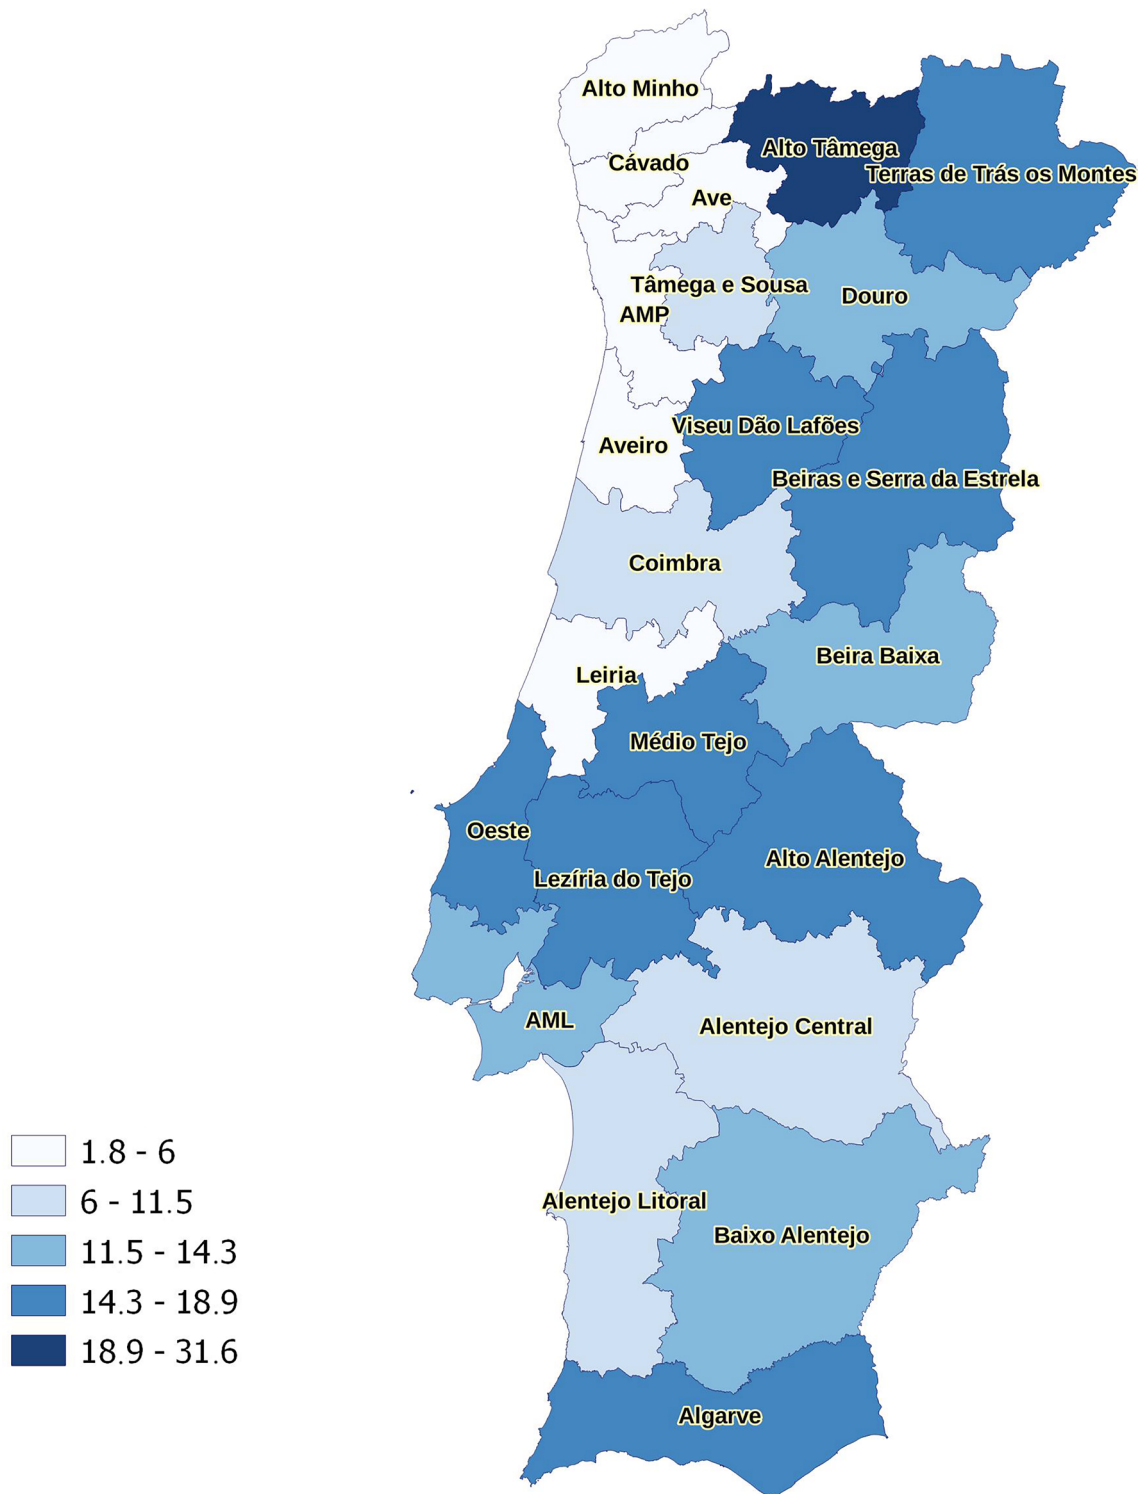 Alto Minho
Alto Tâmega
Cávado
Terras de Trás os Montes
Ave
Tâmega e Sousa
Douro
AMP
Viseu Dão Lafões
Aveiro
Beiras e Serra da Estrela
Coimbra
Beira Baixa
Leiria
Médio Tejo
Oeste
Alto Alentejo
Lezíria do Tejo
AML
Alentejo Central
Alentejo Litoral
Baixo Alentejo
Algarve
1.8 - 6
6 - 11.5
11.5 - 14.3
14.3 - 18.9
18.9 - 31.6